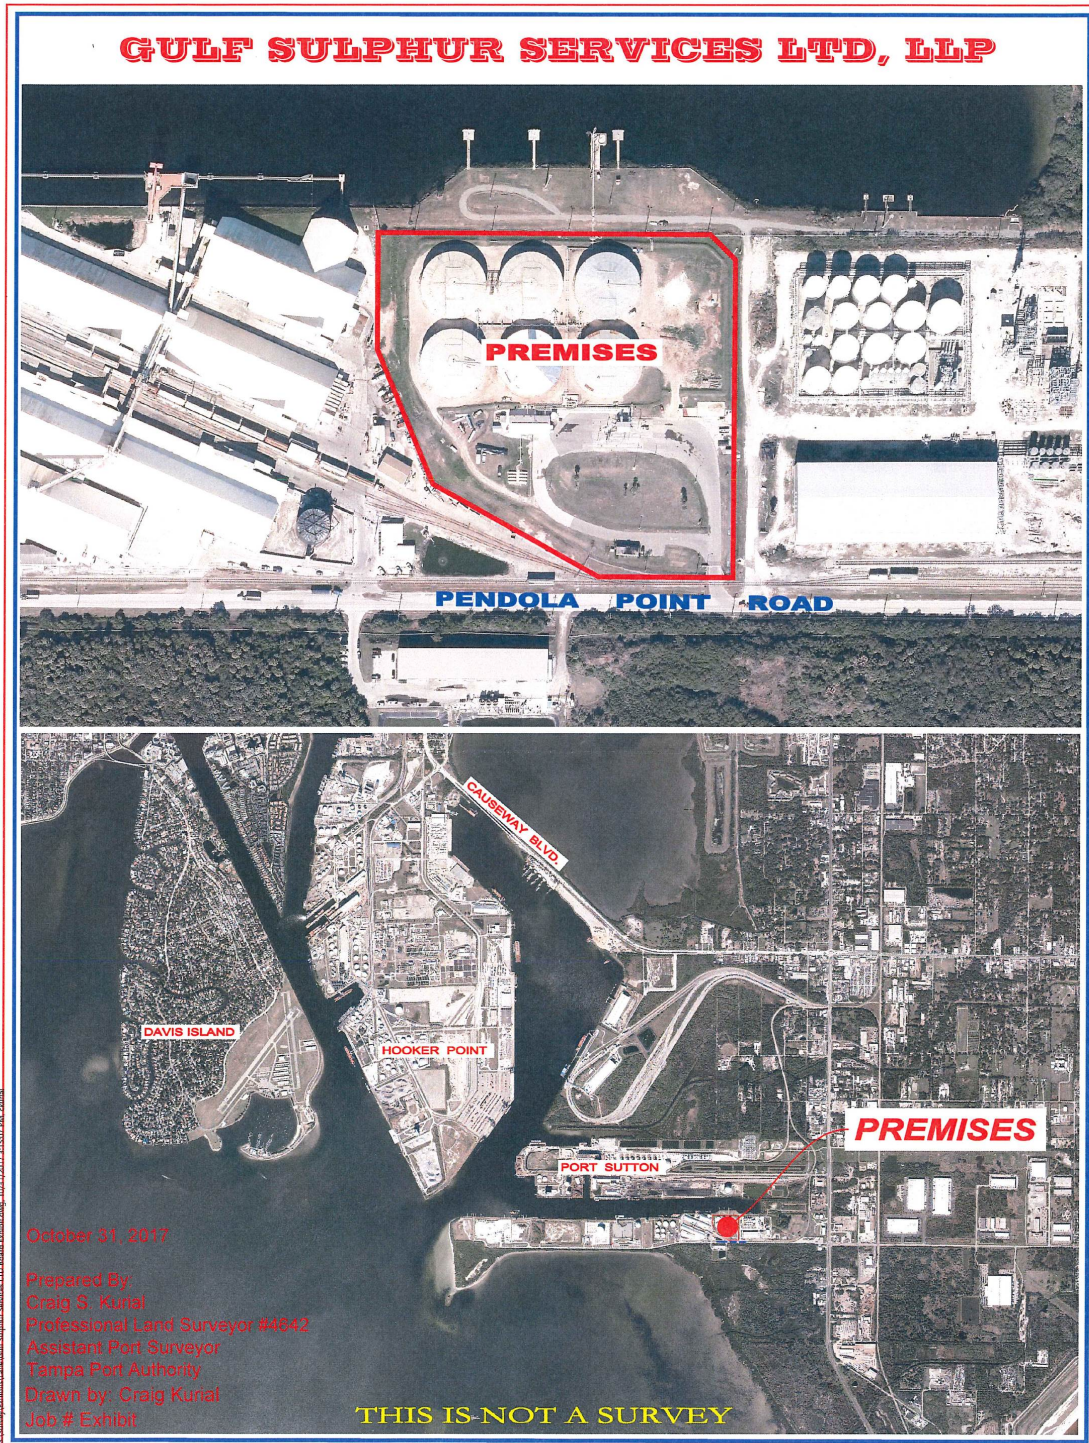 GULF SULPHUR SERVICES LTD, LLP
PREMISES
PENDOLA POINT ROAD
CAUSEWAY BLVD.
DAVIS ISLAND
HOOKER POINT
PREMISES
PORT SUTTON
October 31, 2017
Prepared By
Craig S. Kunal
Professional Land Surveyor #4842
Assistant Port Surveyor
Tampa Port Authority
Drawn by: Craig Kunal
Job # Exhibit
THIS IS NOT A SURVEY